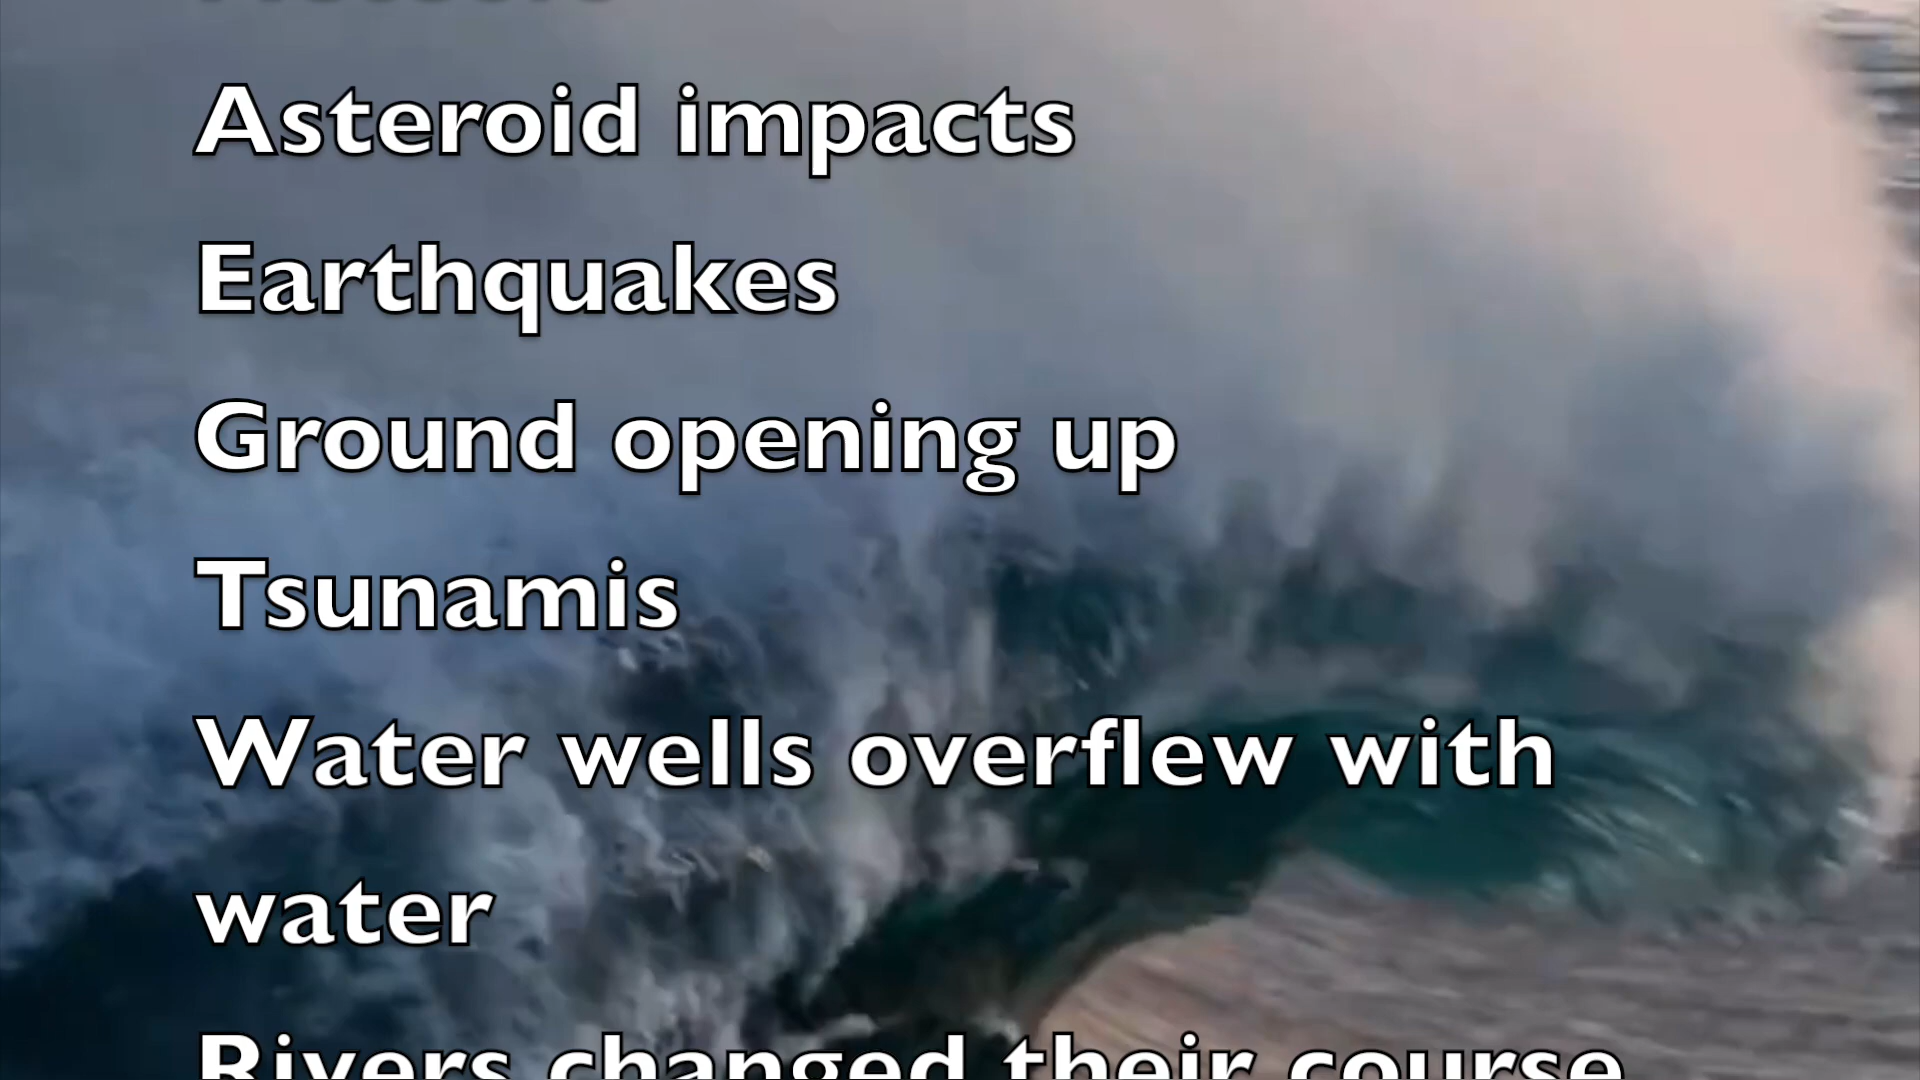 Asteroid impacts
Earthquakes
Ground opening up
Tsunamis
Water wells overflew with
water
Rivers changed their course